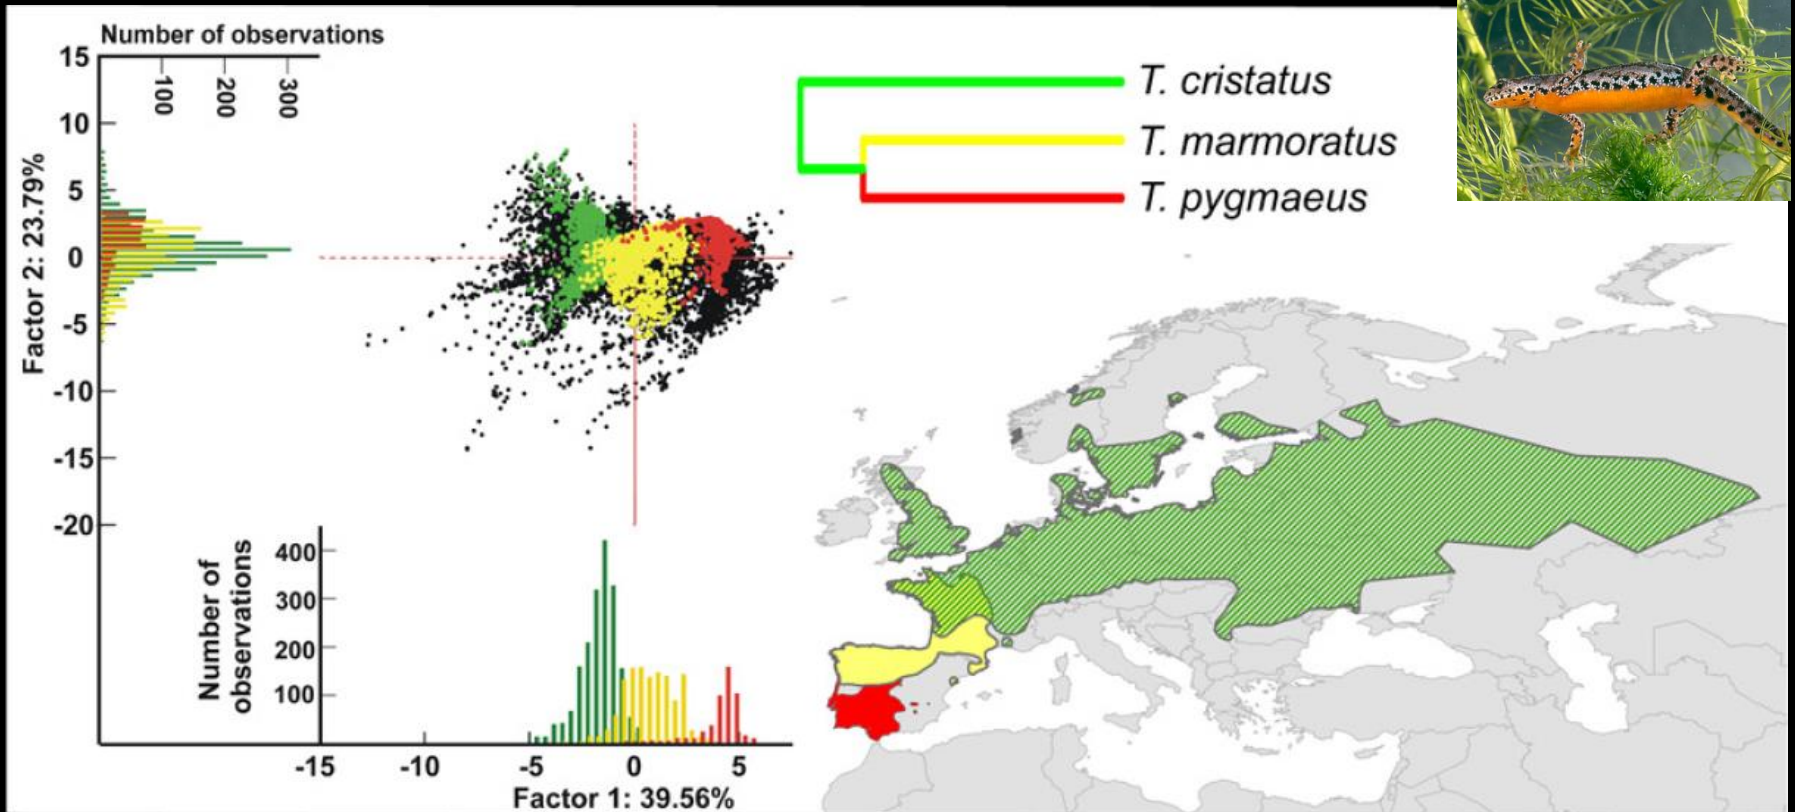 Number of observations
15
10
5
0
-5
-10
-15
-20
100
200
300
Factor 2: 23.79%
T. cristatus
T. marmoratus
T. pygmaeus
Number of
observations
400
300
200
100
-15
-10
-5
0
5
Factor 1: 39.56%